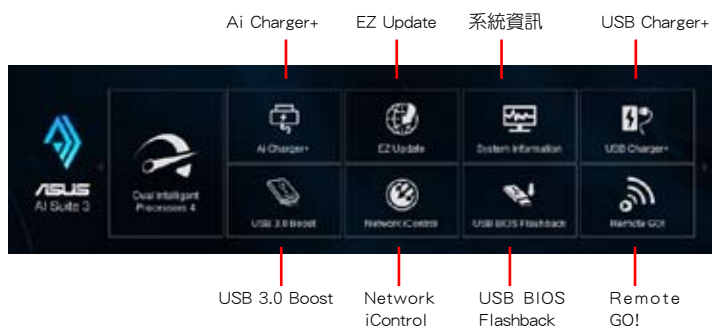 Ai Charger+
EZ Update
系統資訊
USB Charger+
ASUS
AI Suite 3
Dual Intelligent
Processors 4
Ai Charger+
EZ Update
System Information
USB Charger+
USB 3.0 Boost
Network iControl
USB BIOS Flashback
Remote GO!
USB 3.0 Boost
Network
iControl
USB BIOS
Flashback
Remote
GO!